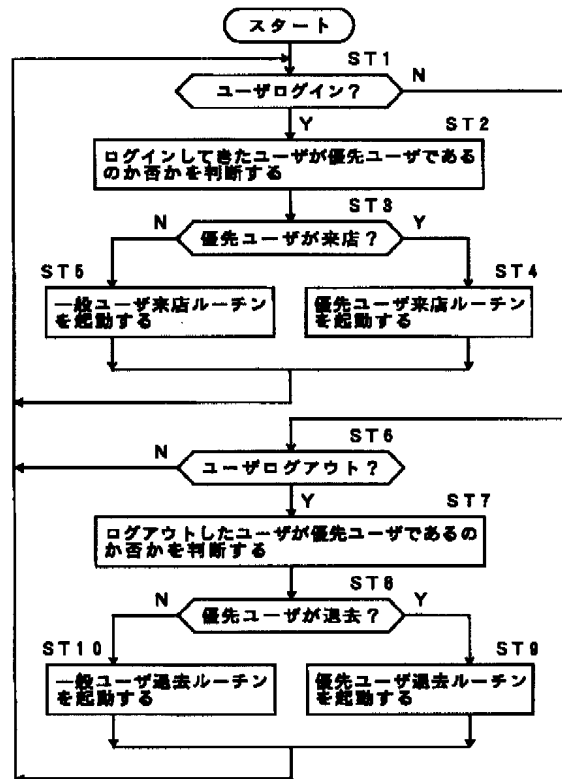 スタート
ST1
ユーザログイン？
N
Y
ST2
ログインしてきたユーザが優先ユーザである
のか否かを判断する
ST3
N
優先ユーザが来店？
Y
ST5
ST4
一般ユーザ来店ルーチン
を起動する
優先ユーザ来店ルーチン
を起動する
ST6
N
ユーザログアウト？
Y
ST7
ログアウトしたユーザが優先ユーザであるの
か否かを判断する
ST8
N
優先ユーザが退去？
Y
ST10
ST9
一般ユーザ退去ルーチン
を起動する
優先ユーザ退去ルーチン
を起動する